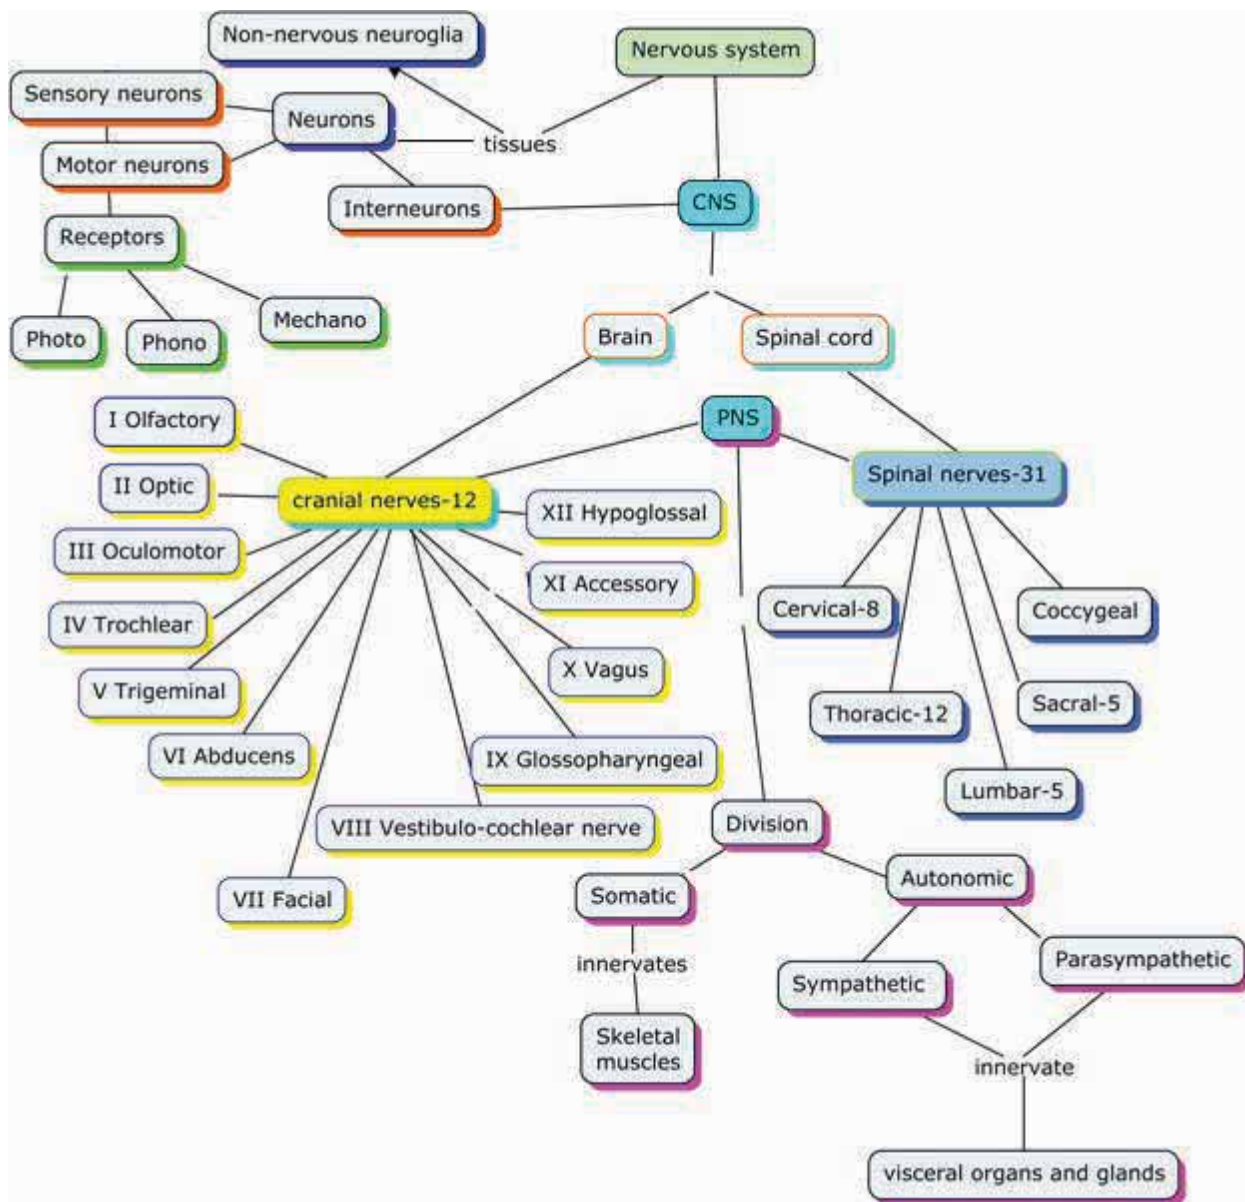 Non-nervous neuroglia
Nervous system
Sensory neurons
Neurons
tissues
Motor neurons
Interneurons
CNS
Receptors
Photo
Phono
Mechano
Brain
Spinal cord
I Olfactory
PNS
II Optic
cranial nerves-12
Spinal nerves-31
XII Hypoglossal
III Oculomotor
XI Accessory
Cervical-8
Coccygeal
IV Trochlear
X Vagus
V Trigeminal
Thoracic-12
Sacral-5
VI Abducens
IX Glossopharyngeal
Lumbar-5
VIII Vestibulo-cochlear nerve
Division
VII Facial
Somatic
Autonomic
innervates
Sympathetic
Parasympathetic
Skeletal
muscles
innervate
visceral organs and glands